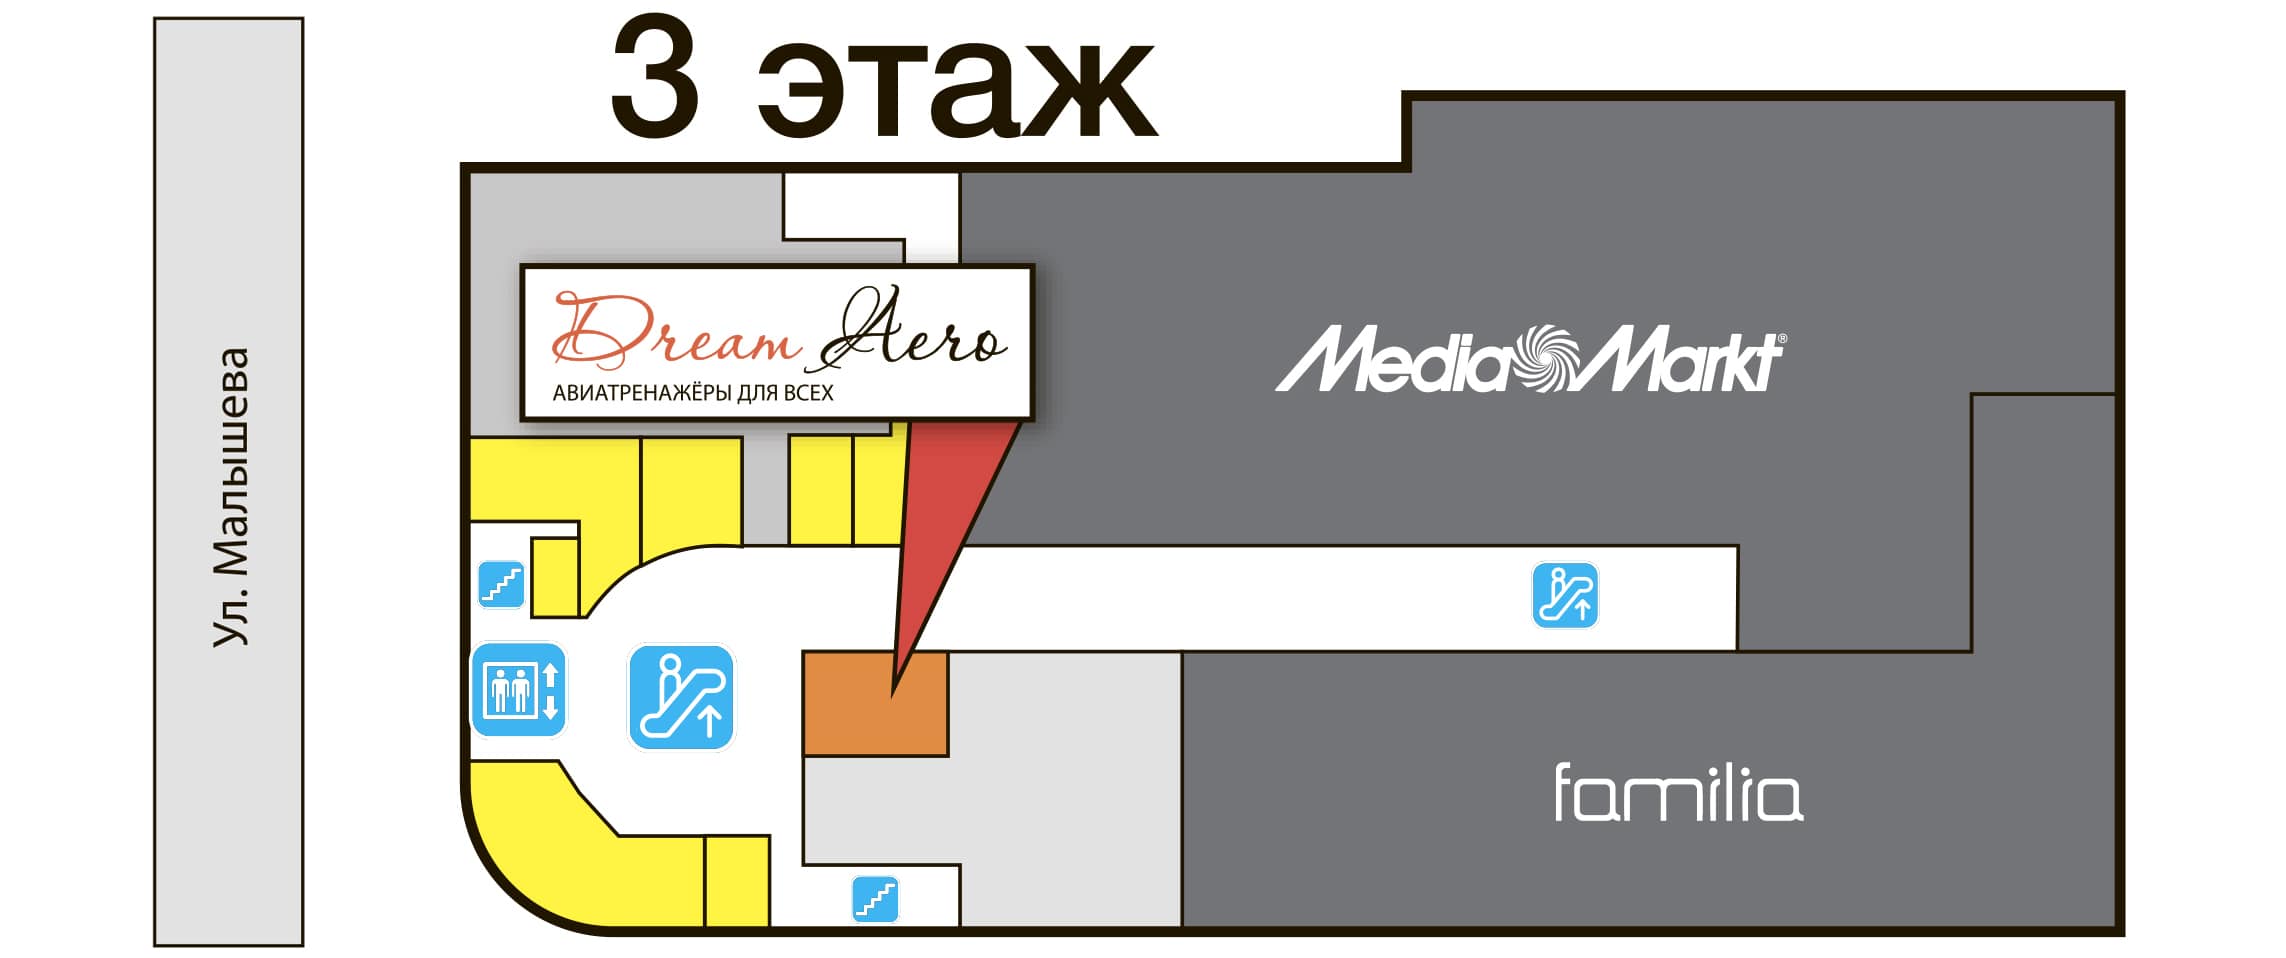 3 этаж
Dream Aero
АВИАТРЕНАЖЁРЫ ДЛЯ ВСЕХ
MediaMarkt®
Ул. Малышева
familia